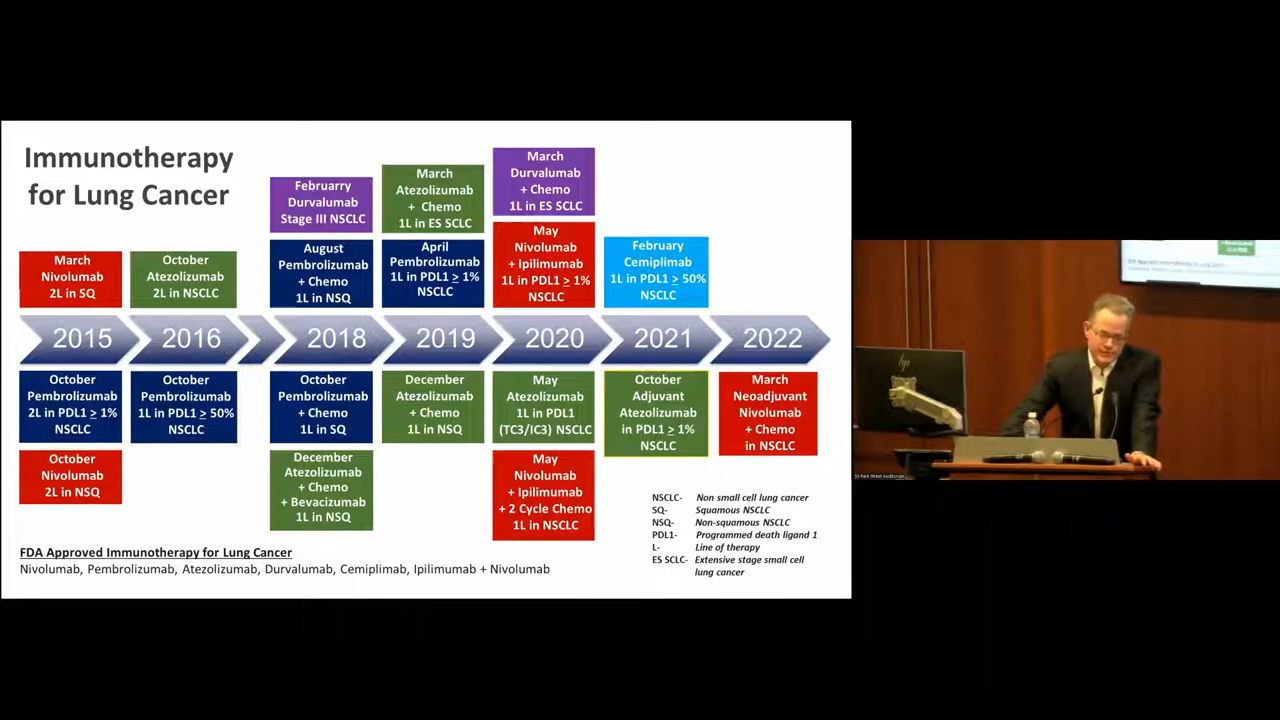 Immunotherapy
for Lung Cancer
March
Nivolumab
2L in SQ
October
Atezolizumab
2L in NSCLC
Februarry
Durvalumab
Stage III NSCLC
August
Pembrolizumab
+ Chemo
1L in NSQ
March
Atezolizumab
+ Chemo
1L in ES SCLC
April
Pembrolizumab
1L in PDL1 ≥ 1%
NSCLC
March
Durvalumab
+ Chemo
1L in ES SCLC
May
Nivolumab
+ Ipilimumab
1L in PDL1 ≥ 1%
NSCLC
February
Cemiplimab
1L in PDL1 ≥ 50%
NSCLC
2015 2016 2018 2019 2020 2021 2022
October
Pembrolizumab
2L in PDL1 ≥ 1%
NSCLC
October
Nivolumab
2L in NSQ
October
Pembrolizumab
1L in PDL1 ≥ 50%
NSCLC
October
Pembrolizumab
+ Chemo
1L in SQ
December
Atezolizumab
+ Chemo
+ Bevacizumab
1L in NSQ
December
Atezolizumab
+ Chemo
1L in NSQ
May
Atezolizumab
1L in PDL1
(TC3/IC3) NSCLC
May
Nivolumab
+ Ipilimumab
+ 2 Cycle Chemo
1L in NSCLC
October
Adjuvant
Atezolizumab
in PDL1 ≥ 1%
NSCLC
March
Neoadjuvant
Nivolumab
+ Chemo
in NSCLC
NSCLC- Non small cell lung cancer
SQ- Squamous NSCLC
NSQ- Non-squamous NSCLC
PDL1- Programmed death ligand 1
L- Line of therapy
ES SCLC- Extensive stage small cell
lung cancer
FDA Approved Immunotherapy for Lung Cancer
Nivolumab, Pembrolizumab, Atezolizumab, Durvalumab, Cemiplimab, Ipilimumab + Nivolumab
hp
55 Park Street Auditorium